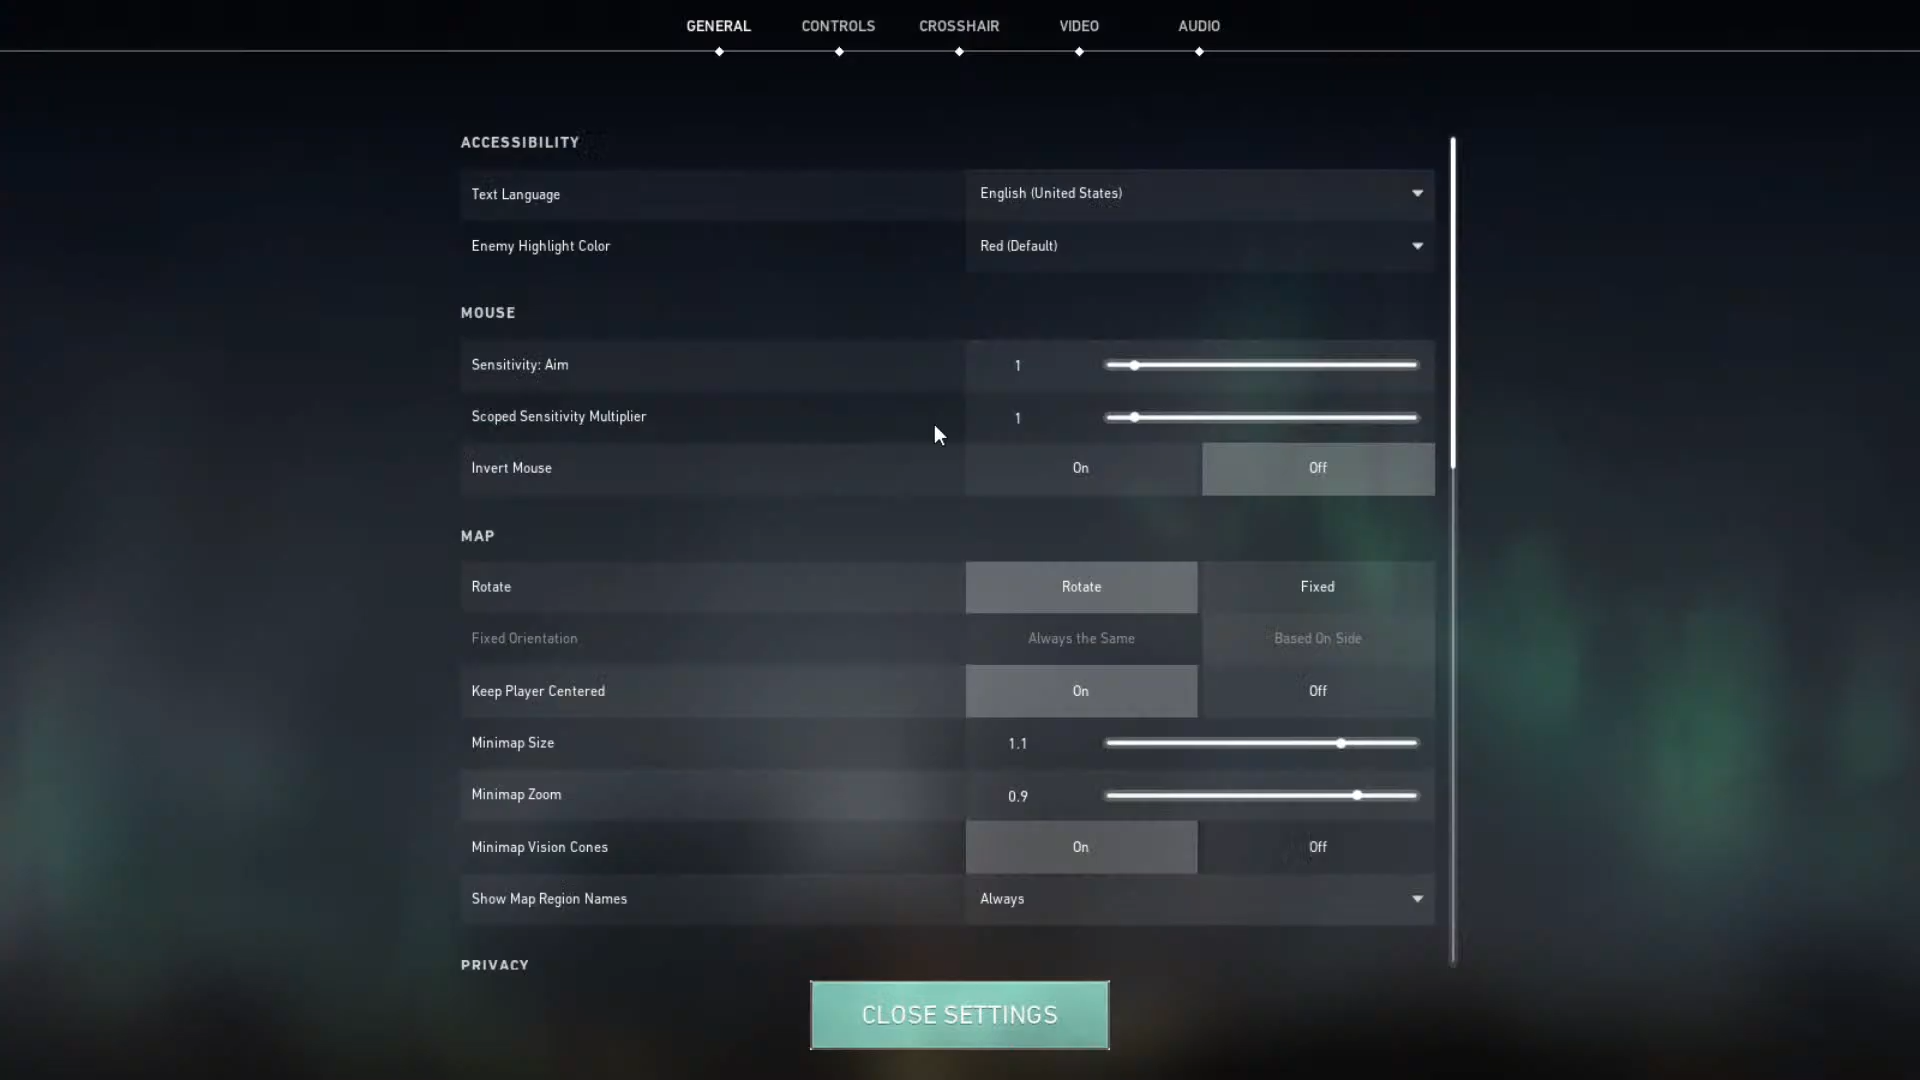 GENERAL CONTROLS CROSSHAIR VIDEO AUDIO
ACCESSIBILITY
Text Language English (United States)
Enemy Highlight Color Red (Default)
MOUSE
Sensitivity: Aim 1
Scoped Sensitivity Multiplier 1
Invert Mouse On Off
MAP
Rotate Rotate Fixed
Fixed Orientation Always the Same Based On Side
Keep Player Centered On Off
Minimap Size 1.1
Minimap Zoom 0.9
Minimap Vision Cones On Off
Show Map Region Names Always
PRIVACY
CLOSE SETTINGS